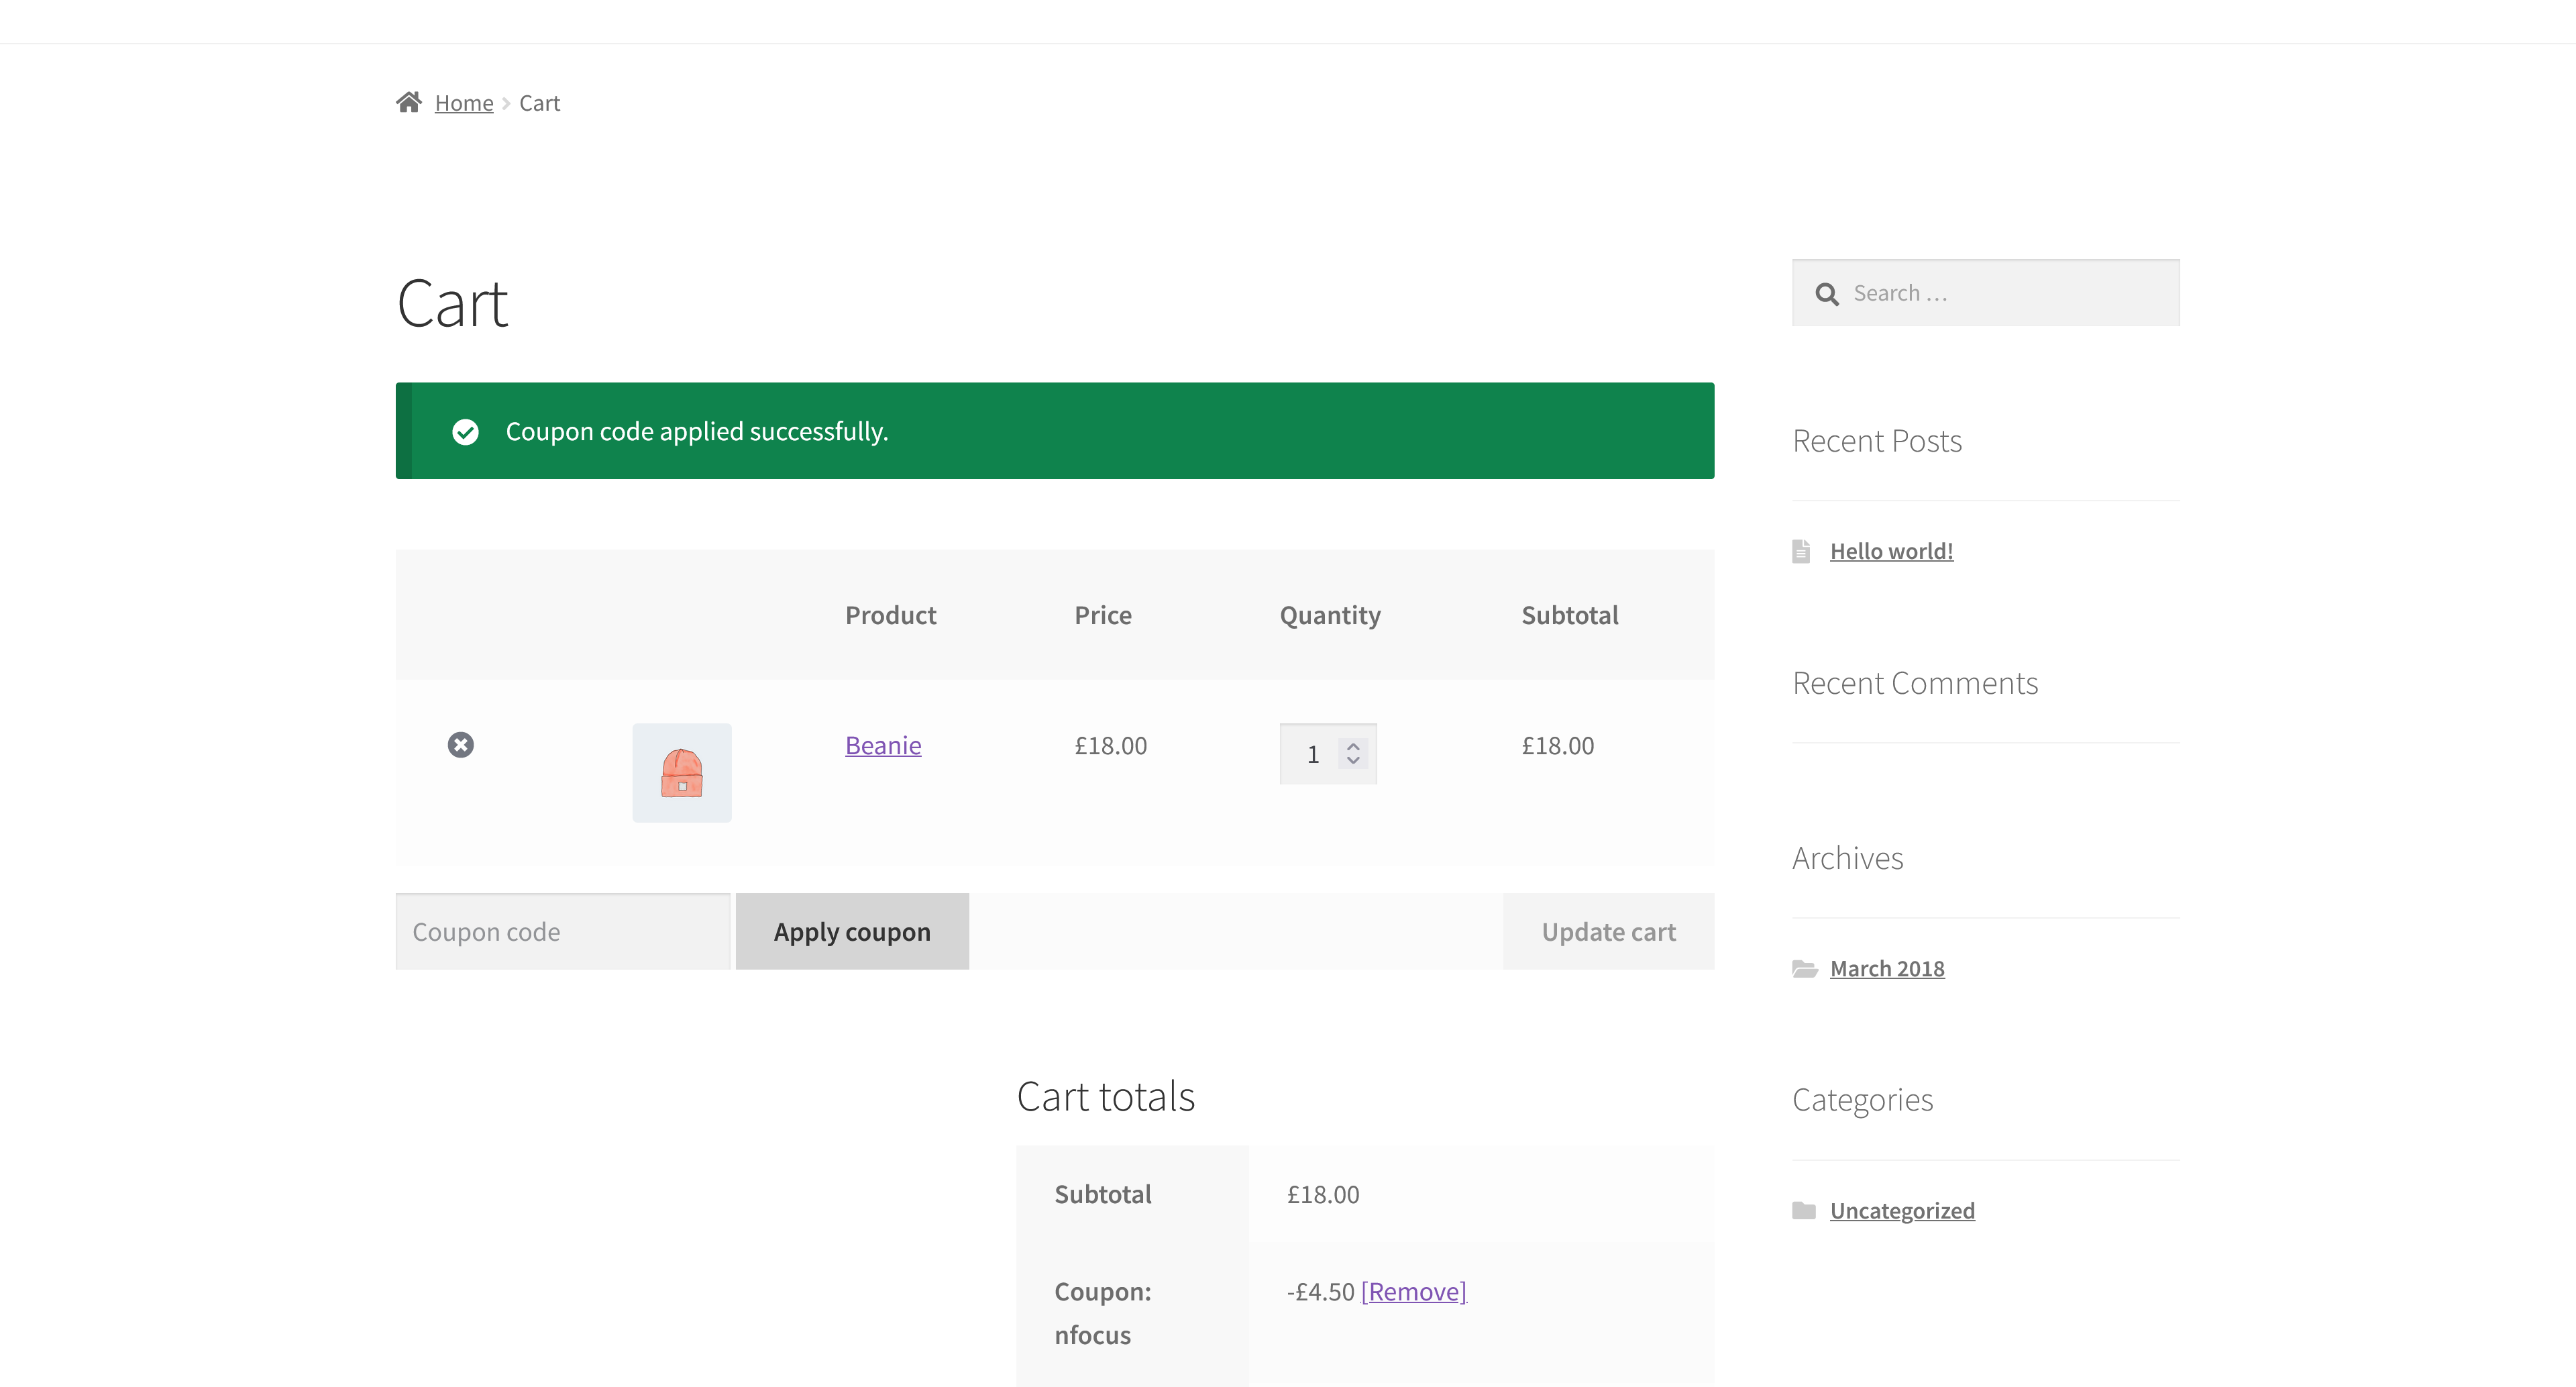 Home Cart
Cart
Coupon code applied successfully.
Product Price Quantity Subtotal
Beanie £18.00 1 £18.00
Coupon code Apply coupon Update cart
Cart totals
Subtotal £18.00
Coupon: -£4.50 [Remove]
nfocus
Search …
Recent Posts
Hello world!
Recent Comments
Archives
March 2018
Categories
Uncategorized